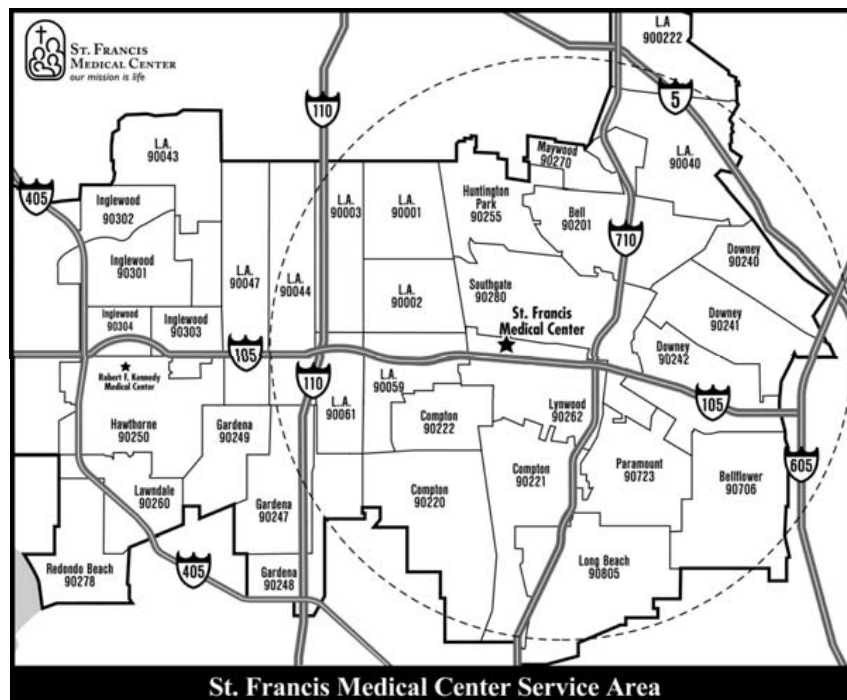 ST. FRANCIS
MEDICAL CENTER
our mission is life
L.A
900222
5
110
L.A.
90043
L.A.
90040
Maywood
90270
405
Inglewood
90302
L.A.
90003
L.A.
90001
Huntington
Park
90255
Bell
90201
710
Inglewood
90301
L.A.
90047
L.A.
90044
L.A.
90002
Southgate
90280
Downey
90240
Downey
90241
Inglewood
90304
Inglewood
90303
St. Francis
Medical Center
Downey
90242
105
Robert F. Kennedy
Medical Center
110
L.A.
90059
L.A.
90061
Compton
90222
Lynwood
90262
105
Hawthorne
90250
Gardena
90249
605
Lawndale
90260
Gardena
90247
Compton
90220
Compton
90221
Paramount
90723
Bellflower
90706
Redondo Beach
90278
405
Gardena
90248
Long Beach
90805
St. Francis Medical Center Service Area